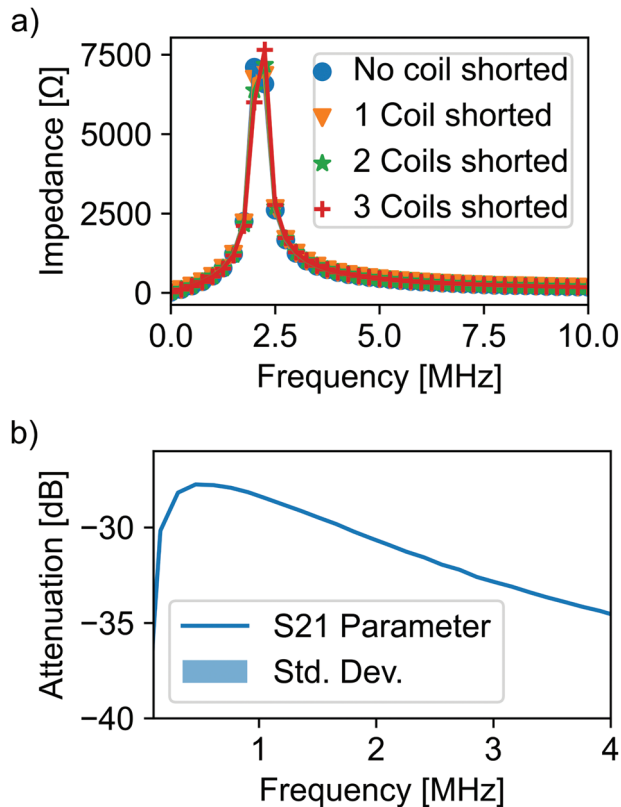 a)
Impedance [Ω]
7500
5000
2500
0
No coil shorted
1 Coil shorted
2 Coils shorted
3 Coils shorted
0.0 2.5 5.0 7.5 10.0
Frequency [MHz]
b)
Attenuation [dB]
−30
−35
−40
S21 Parameter
Std. Dev.
1 2 3 4
Frequency [MHz]